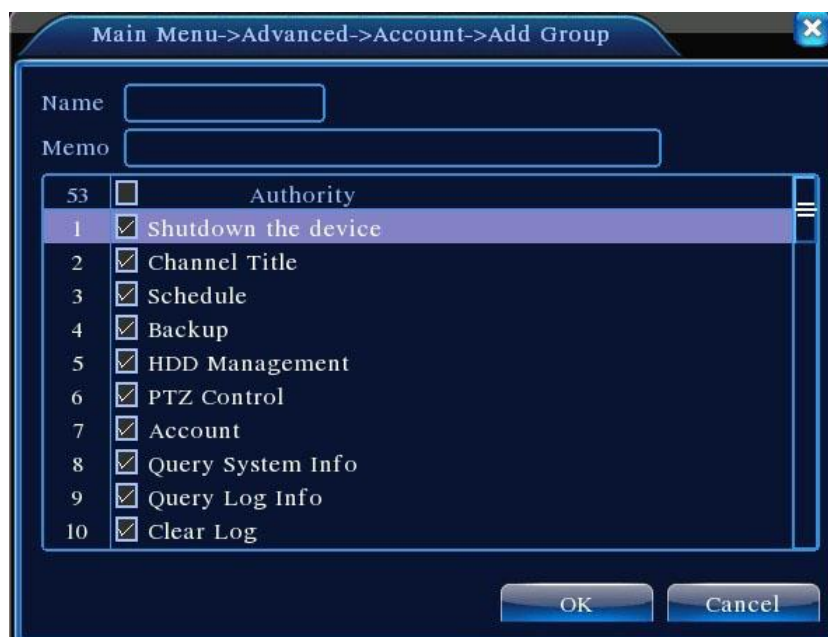 Main Menu->Advanced->Account->Add Group
Name
Memo
53 Authority
1 Shutdown the device
2 Channel Title
3 Schedule
4 Backup
5 HDD Management
6 PTZ Control
7 Account
8 Query System Info
9 Query Log Info
10 Clear Log
OK Cancel